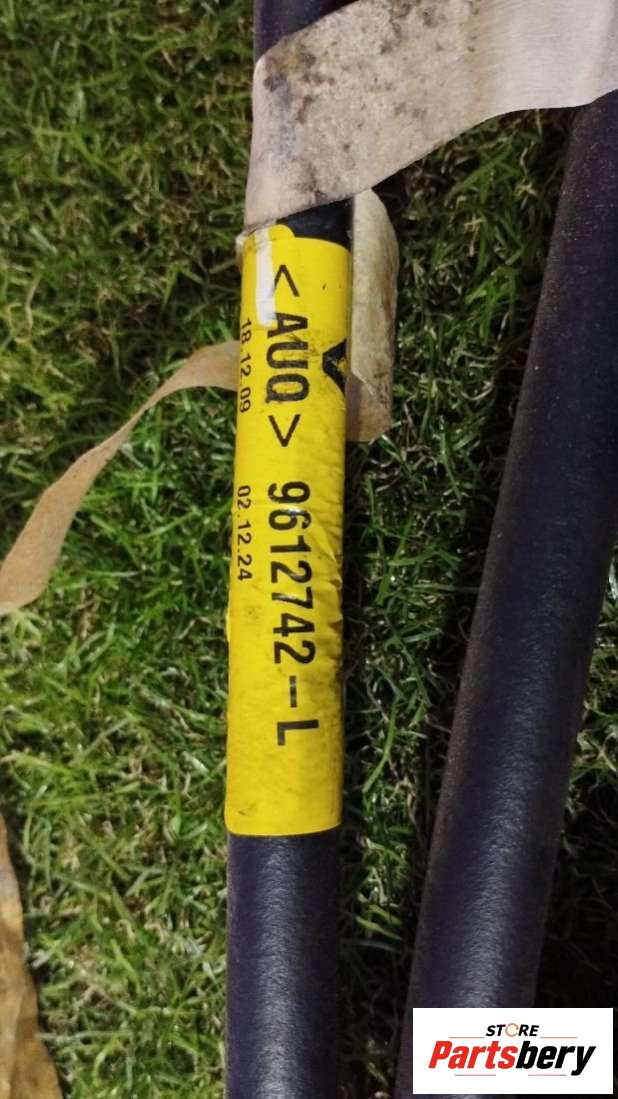 <AUQ> 9612742--L
18.12.09 02.12.24
STORE
Partsbery